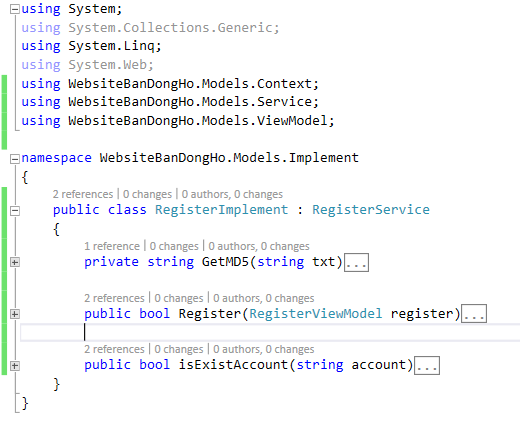 using System;
using System.Collections.Generic;
using System.Linq;
using System.Web;
using WebsiteBanDongHo.Models.Context;
using WebsiteBanDongHo.Models.Service;
using WebsiteBanDongHo.Models.ViewModel;
namespace WebsiteBanDongHo.Models.Implement
{
2 references | 0 changes | 0 authors, 0 changes
public class RegisterImplement : RegisterService
{
1 reference | 0 changes | 0 authors, 0 changes
private string GetMD5(string txt)...
2 references | 0 changes | 0 authors, 0 changes
public bool Register(RegisterViewModel register)...
2 references | 0 changes | 0 authors, 0 changes
public bool isExistAccount(string account)...
}
}